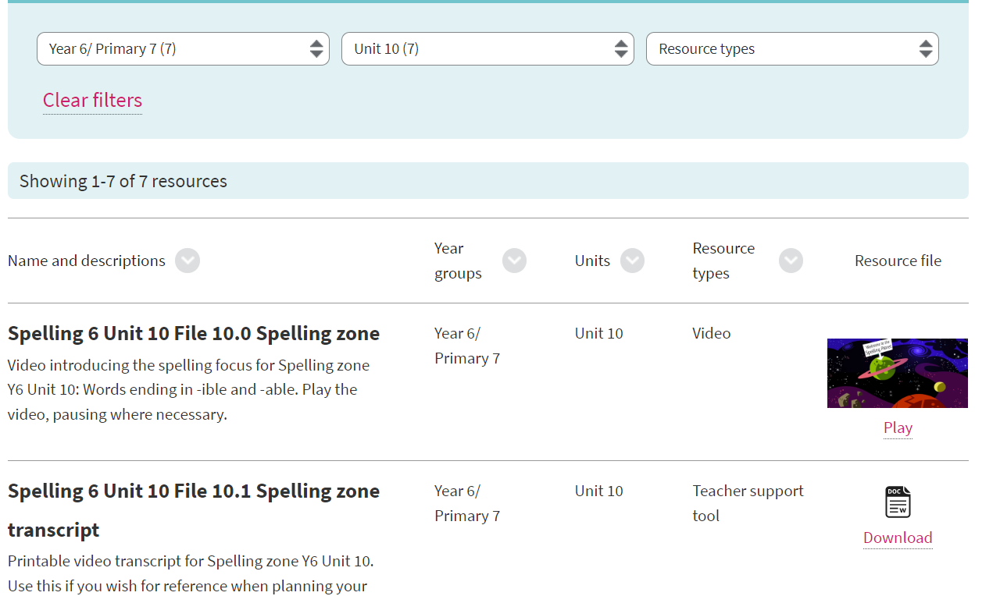 Year 6/ Primary 7 (7)
Unit 10 (7)
Resource types
Clear filters
Showing 1-7 of 7 resources
Name and descriptions
Year
groups
Units
Resource
types
Resource file
Spelling 6 Unit 10 File 10.0 Spelling zone
Video introducing the spelling focus for Spelling zone
Y6 Unit 10: Words ending in -ible and -able. Play the
video, pausing where necessary.
Year 6/
Primary 7
Unit 10
Video
Welcome to the
Spelling Planet
Play
Spelling 6 Unit 10 File 10.1 Spelling zone
transcript
Printable video transcript for Spelling zone Y6 Unit 10.
Use this if you wish for reference when planning your
Year 6/
Primary 7
Unit 10
Teacher support
tool
DOC
W
Download